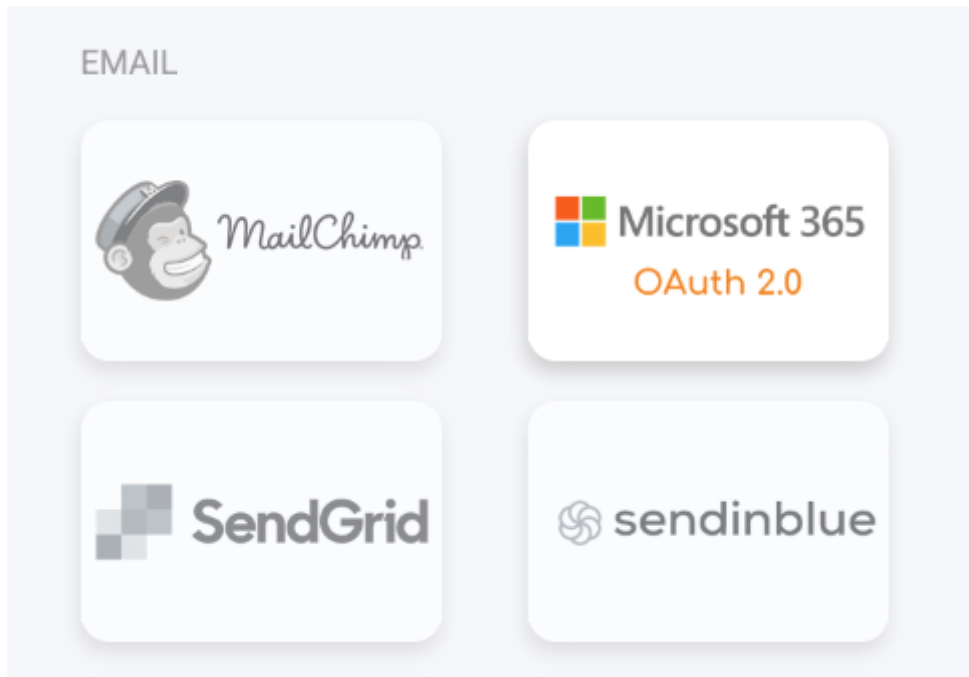 EMAIL
MailChimp
Microsoft 365
OAuth 2.0
SendGrid
sendinblue